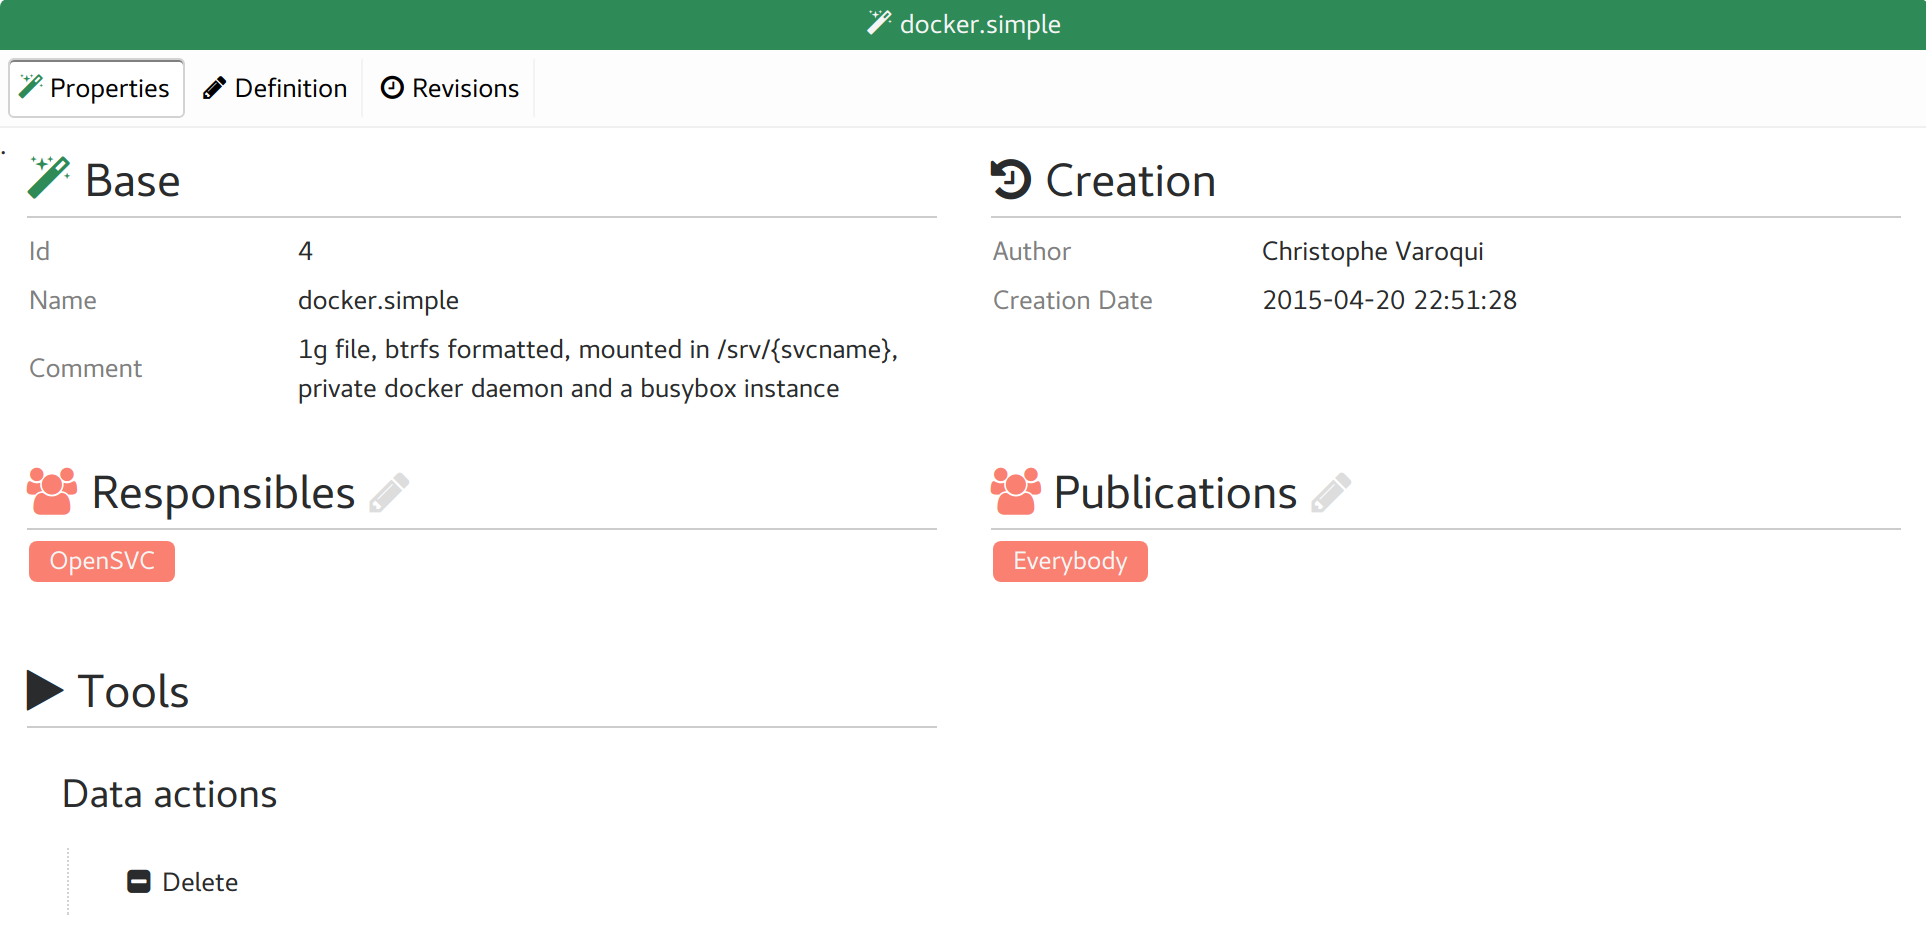 docker.simple
Properties Definition Revisions
Base
Id 4
Name docker.simple
Comment 1g file, btrfs formatted, mounted in /srv/{svcname},
private docker daemon and a busybox instance
Creation
Author Christophe Varoqui
Creation Date 2015-04-20 22:51:28
Responsibles
OpenSVC
Publications
Everybody
Tools
Data actions
Delete